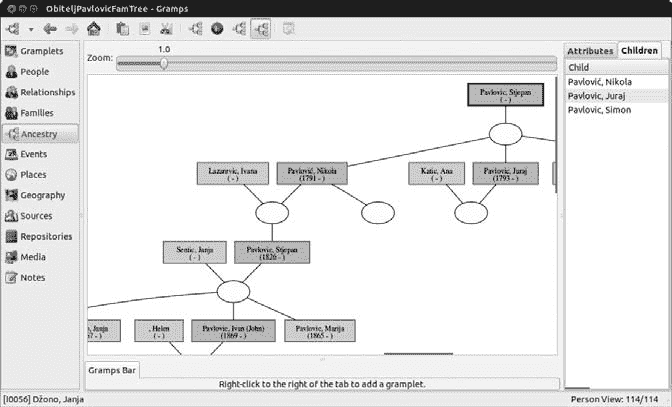 ObiteljPavlovicFamTree - Gramps
Gramplets
People
Relationships
Families
Ancestry
Events
Places
Geography
Sources
Repositories
Media
Notes
Zoom:
1.0
Pavlovic, Stjepan
( - )
Lazarevic, Ivana
( - )
Pavlović, Nikola
(1791 - )
Katic, Ana
( - )
Pavlovic, Juraj
(1793 - )
Sentic, Janja
( - )
Pavlovic, Stjepan
(1826 - )
, Janja
, Helen
( - )
Pavlovic, Ivan (John)
(1869 - )
Pavlovic, Marija
(1865 - )
Gramps Bar
Right-click to the right of the tab to add a gramplet.
Attributes
Children
Child
Pavlović, Nikola
Pavlovic, Juraj
Pavlovic, Simon
[I0056] Džono, Janja
Person View: 114/114